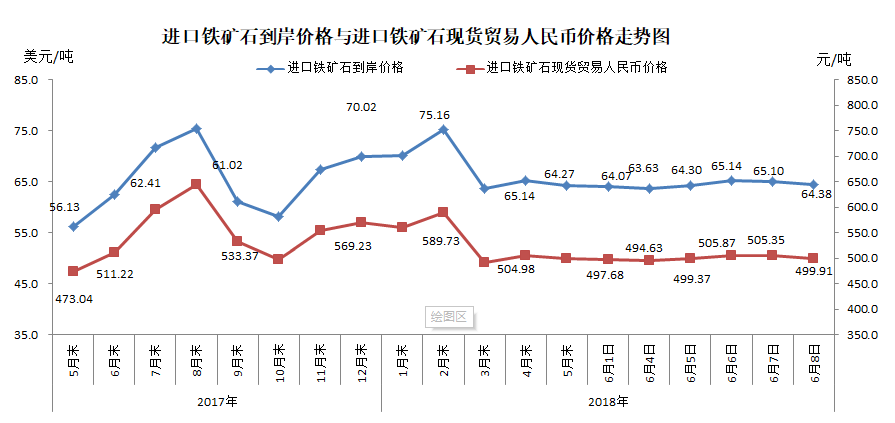 进口铁矿石到岸价格与进口铁矿石现货贸易人民币价格走势图
美元/吨
元/吨
进口铁矿石到岸价格
进口铁矿石现货贸易人民币价格
85.0
75.0
65.0
55.0
45.0
35.0
850.0
800.0
750.0
700.0
650.0
600.0
550.0
500.0
450.0
400.0
350.0
56.13
62.41
61.02
70.02
75.16
65.14
64.27
64.07
63.63
64.30
65.14
65.10
64.38
473.04
511.22
533.37
569.23
589.73
504.98
497.68
494.63
499.37
505.87
505.35
499.91
绘图区
5月末
6月末
7月末
8月末
9月末
10月末
11月末
12月末
1月末
2月末
3月末
4月末
5月末
6月1日
6月4日
6月5日
6月6日
6月7日
6月8日
2017年
2018年